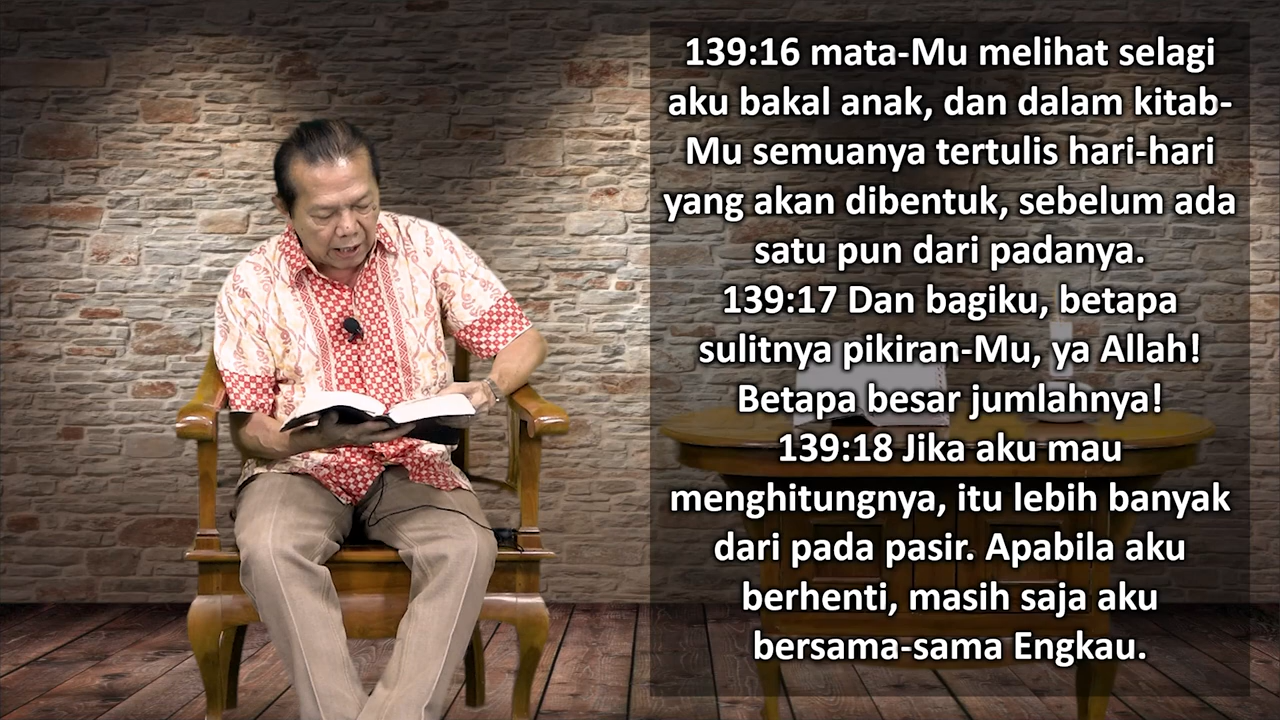 139:16 mata-Mu melihat selagi
aku bakal anak, dan dalam kitab-
Mu semuanya tertulis hari-hari
yang akan dibentuk, sebelum ada
satu pun dari padanya.
139:17 Dan bagiku, betapa
sulitnya pikiran-Mu, ya Allah!
Betapa besar jumlahnya!
139:18 Jika aku mau
menghitungnya, itu lebih banyak
dari pada pasir. Apabila aku
berhenti, masih saja aku
bersama-sama Engkau.